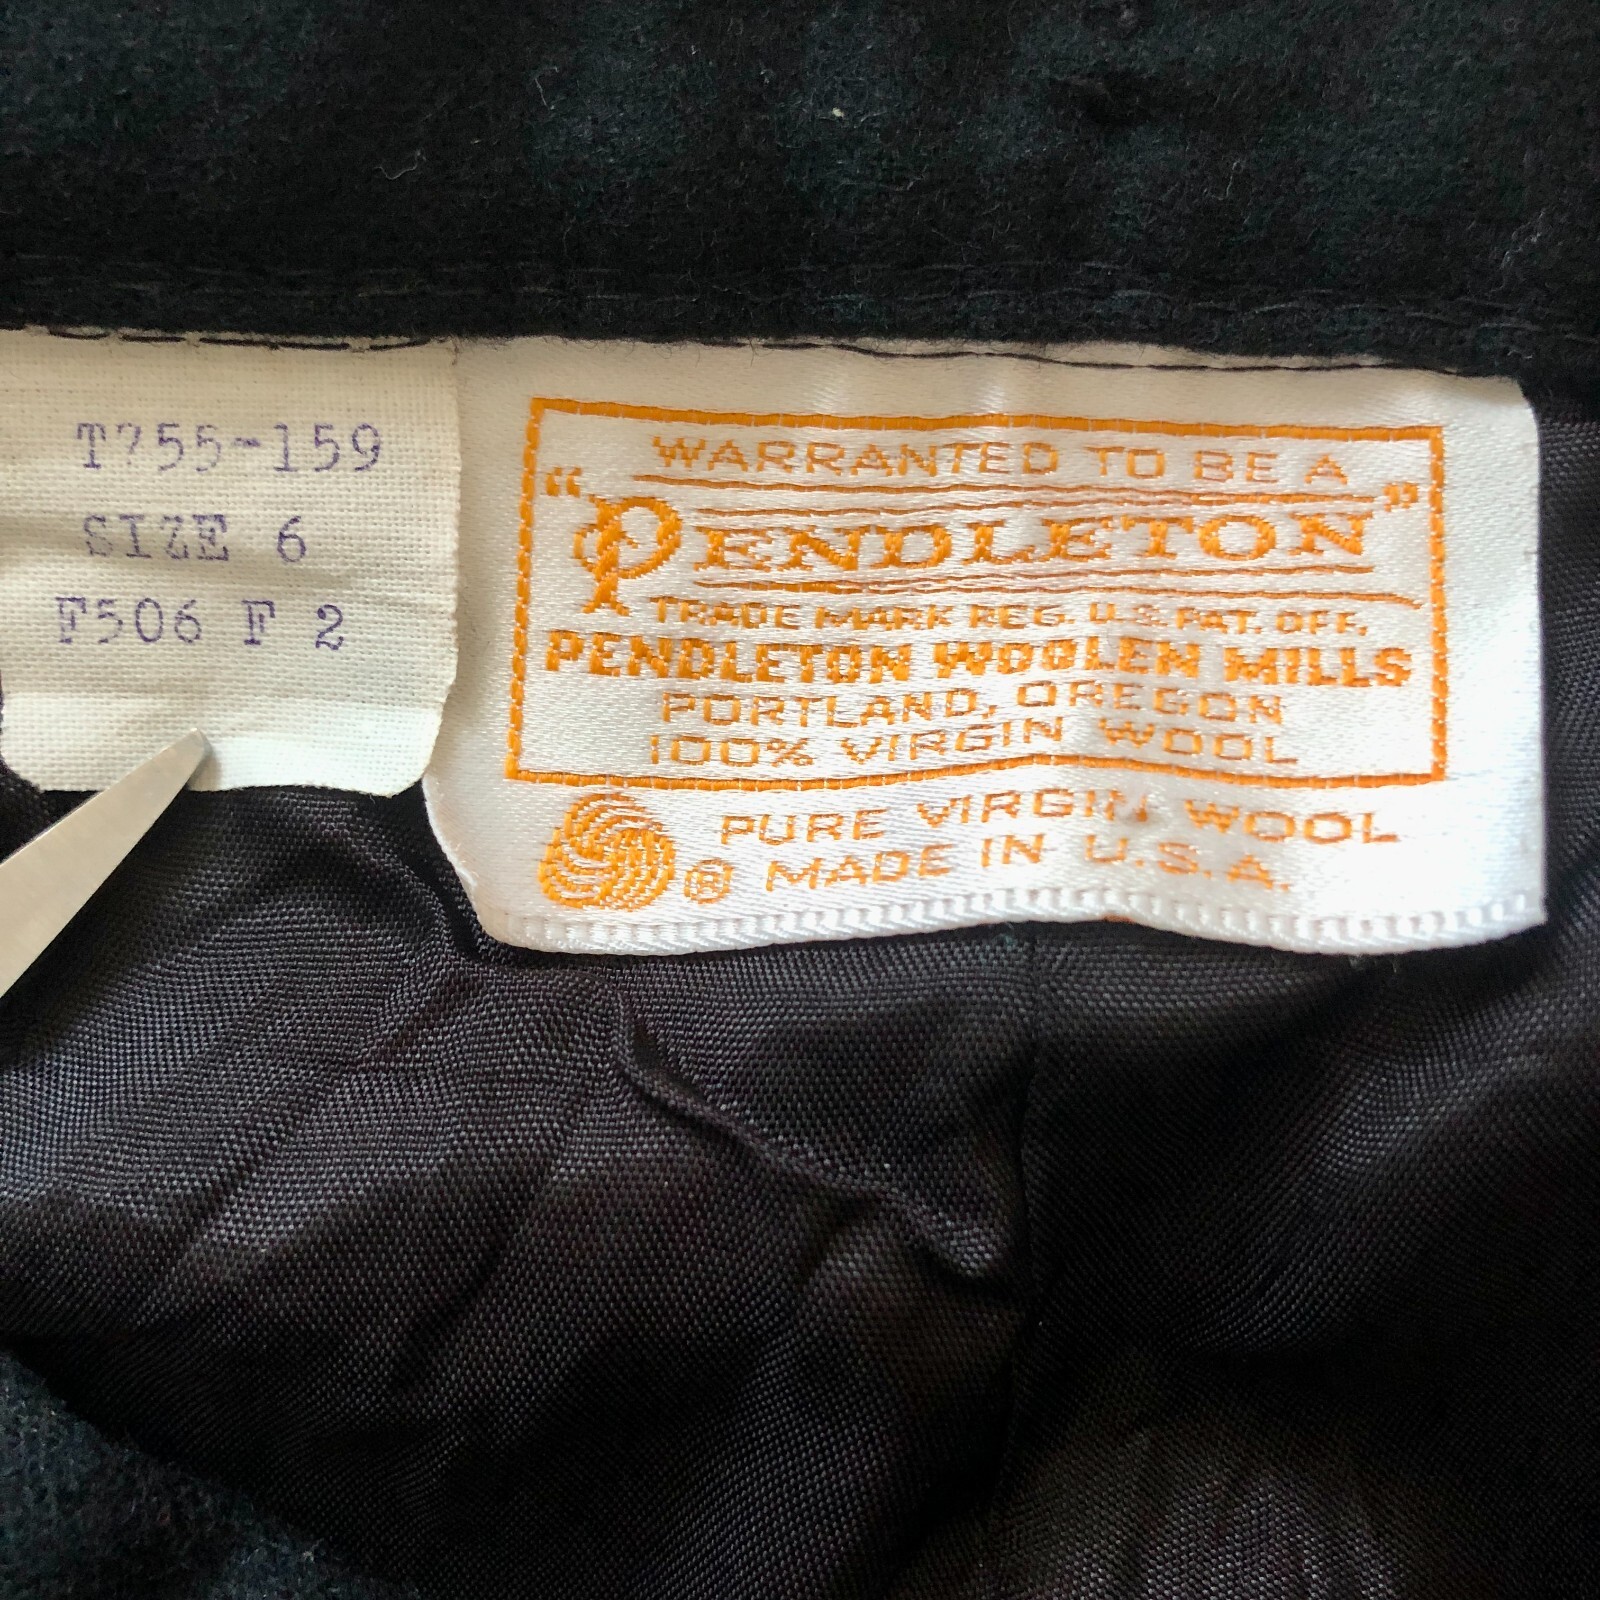 T755-159
SIZE 6
F506 F 2
WARRANTED TO BE A
"PENDLETON"
TRADE MARK REG. U.S. PAT. OFF.
PENDLETON WOOLEN MILLS
PORTLAND, OREGON
100% VIRGIN WOOL
PURE VIRGIN WOOL
® MADE IN U.S.A.